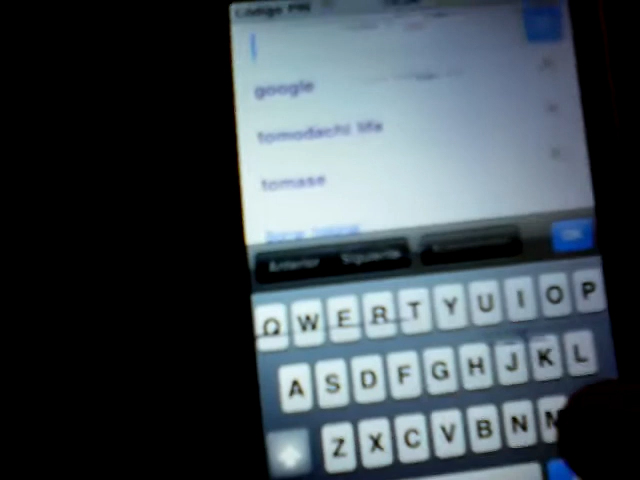 Código PIN
google
tomodachi life
tomase
Anterior Siguiente
OK
Q W E R T Y U I O P
A S D F G H J K L
Z X C V B N M